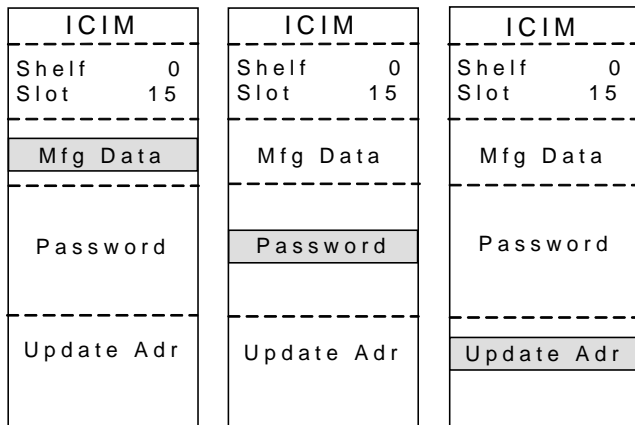 ICIM
Shelf 0
Slot 15
Mfg Data
Password
Update Adr
ICIM
Shelf 0
Slot 15
Mfg Data
Password
Update Adr
ICIM
Shelf 0
Slot 15
Mfg Data
Password
Update Adr